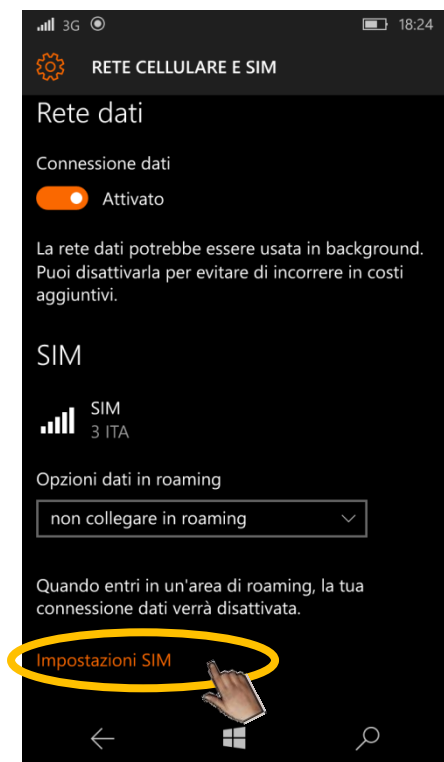 3G 18:24
RETE CELLULARE E SIM
Rete dati
Connessione dati
Attivato
La rete dati potrebbe essere usata in background.
Puoi disattivarla per evitare di incorrere in costi
aggiuntivi.
SIM
SIM
3 ITA
Opzioni dati in roaming
non collegare in roaming
Quando entri in un'area di roaming, la tua
connessione dati verrà disattivata.
Impostazioni SIM